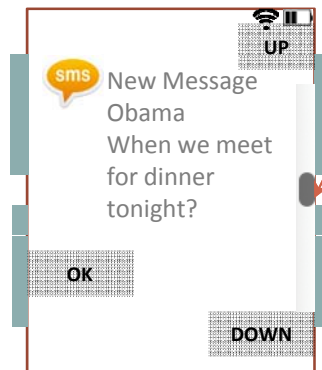 UP
sms
New Message
Obama
When we meet
for dinner
tonight?
OK
DOWN